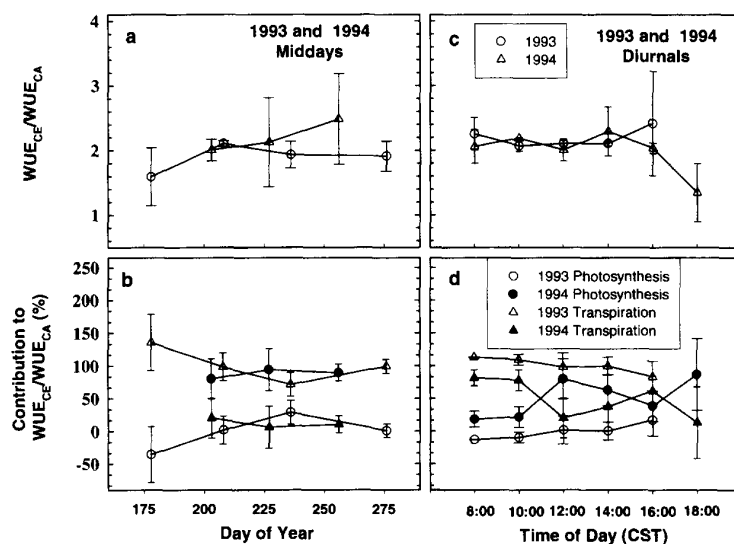 a
1993 and 1994
Middays
c
1993
1994
1993 and 1994
Diurnals
4
3
2
1
WUE_CE/WUE_CA
b
d
1993 Photosynthesis
1994 Photosynthesis
1993 Transpiration
1994 Transpiration
250
200
150
100
50
0
-50
Contribution to
WUE_CE/WUE_CA (%)
175 200 225 250 275
8:00 10:00 12:00 14:00 16:00 18:00
Day of Year
Time of Day (CST)